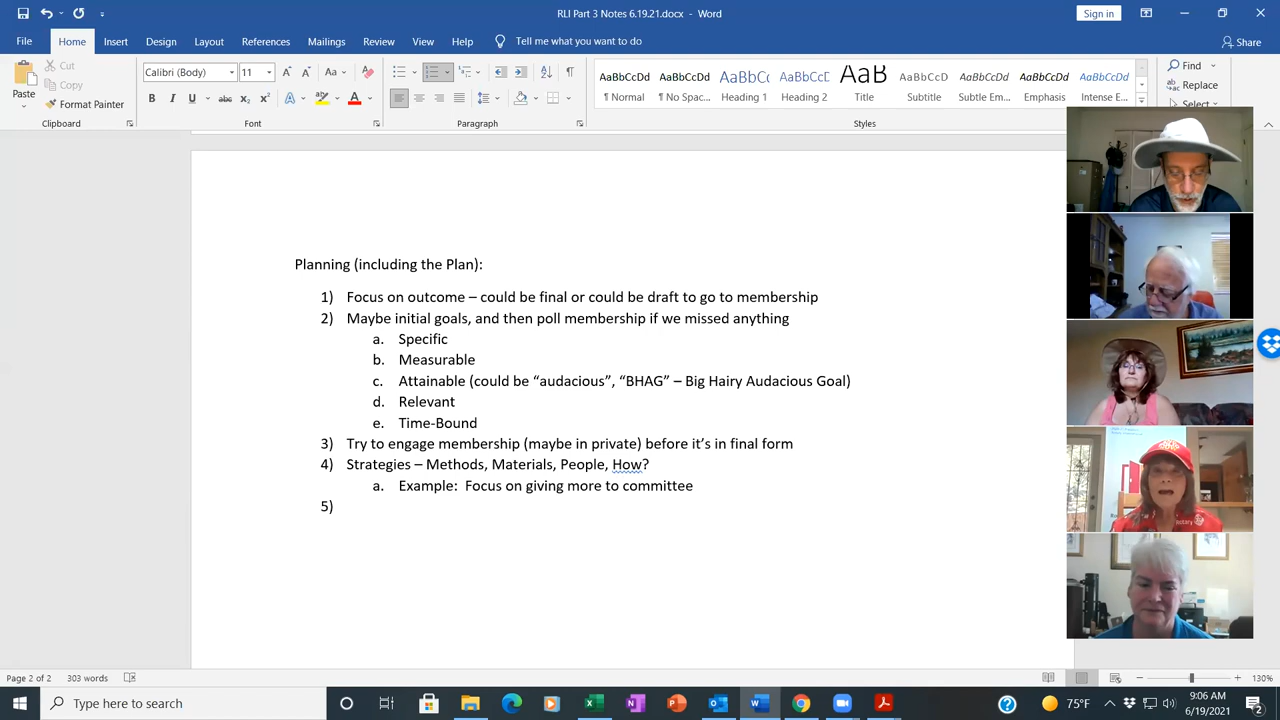 RLI Part 3 Notes 6.19.21.docx - Word
Sign in
File Home Insert Design Layout References Mailings Review View Help Tell me what you want to do Share
Paste
Cut
Copy
Format Painter
Clipboard
Calibri (Body) 11
Font
Paragraph
AaBbCcDd AaBbCcDd AaBbCc AaBbCcD AaB AaBbCcD AaBbCcDd AaBbCcDd AaBbCcDd
¶ Normal ¶ No Spac... Heading 1 Heading 2 Title Subtitle Subtle Em... Emphasis Intense E...
Styles
Find
Replace
Select
Planning (including the Plan):
1) Focus on outcome – could be final or could be draft to go to membership
2) Maybe initial goals, and then poll membership if we missed anything
a. Specific
b. Measurable
c. Attainable (could be “audacious”, “BHAG” – Big Hairy Audacious Goal)
d. Relevant
e. Time-Bound
3) Try to engage membership (maybe in private) before it’s in final form
4) Strategies – Methods, Materials, People, How?
a. Example: Focus on giving more to committee
5)
Rotary
Page 2 of 2 303 words
130%
Type here to search
75°F
9:06 AM
6/19/2021
2